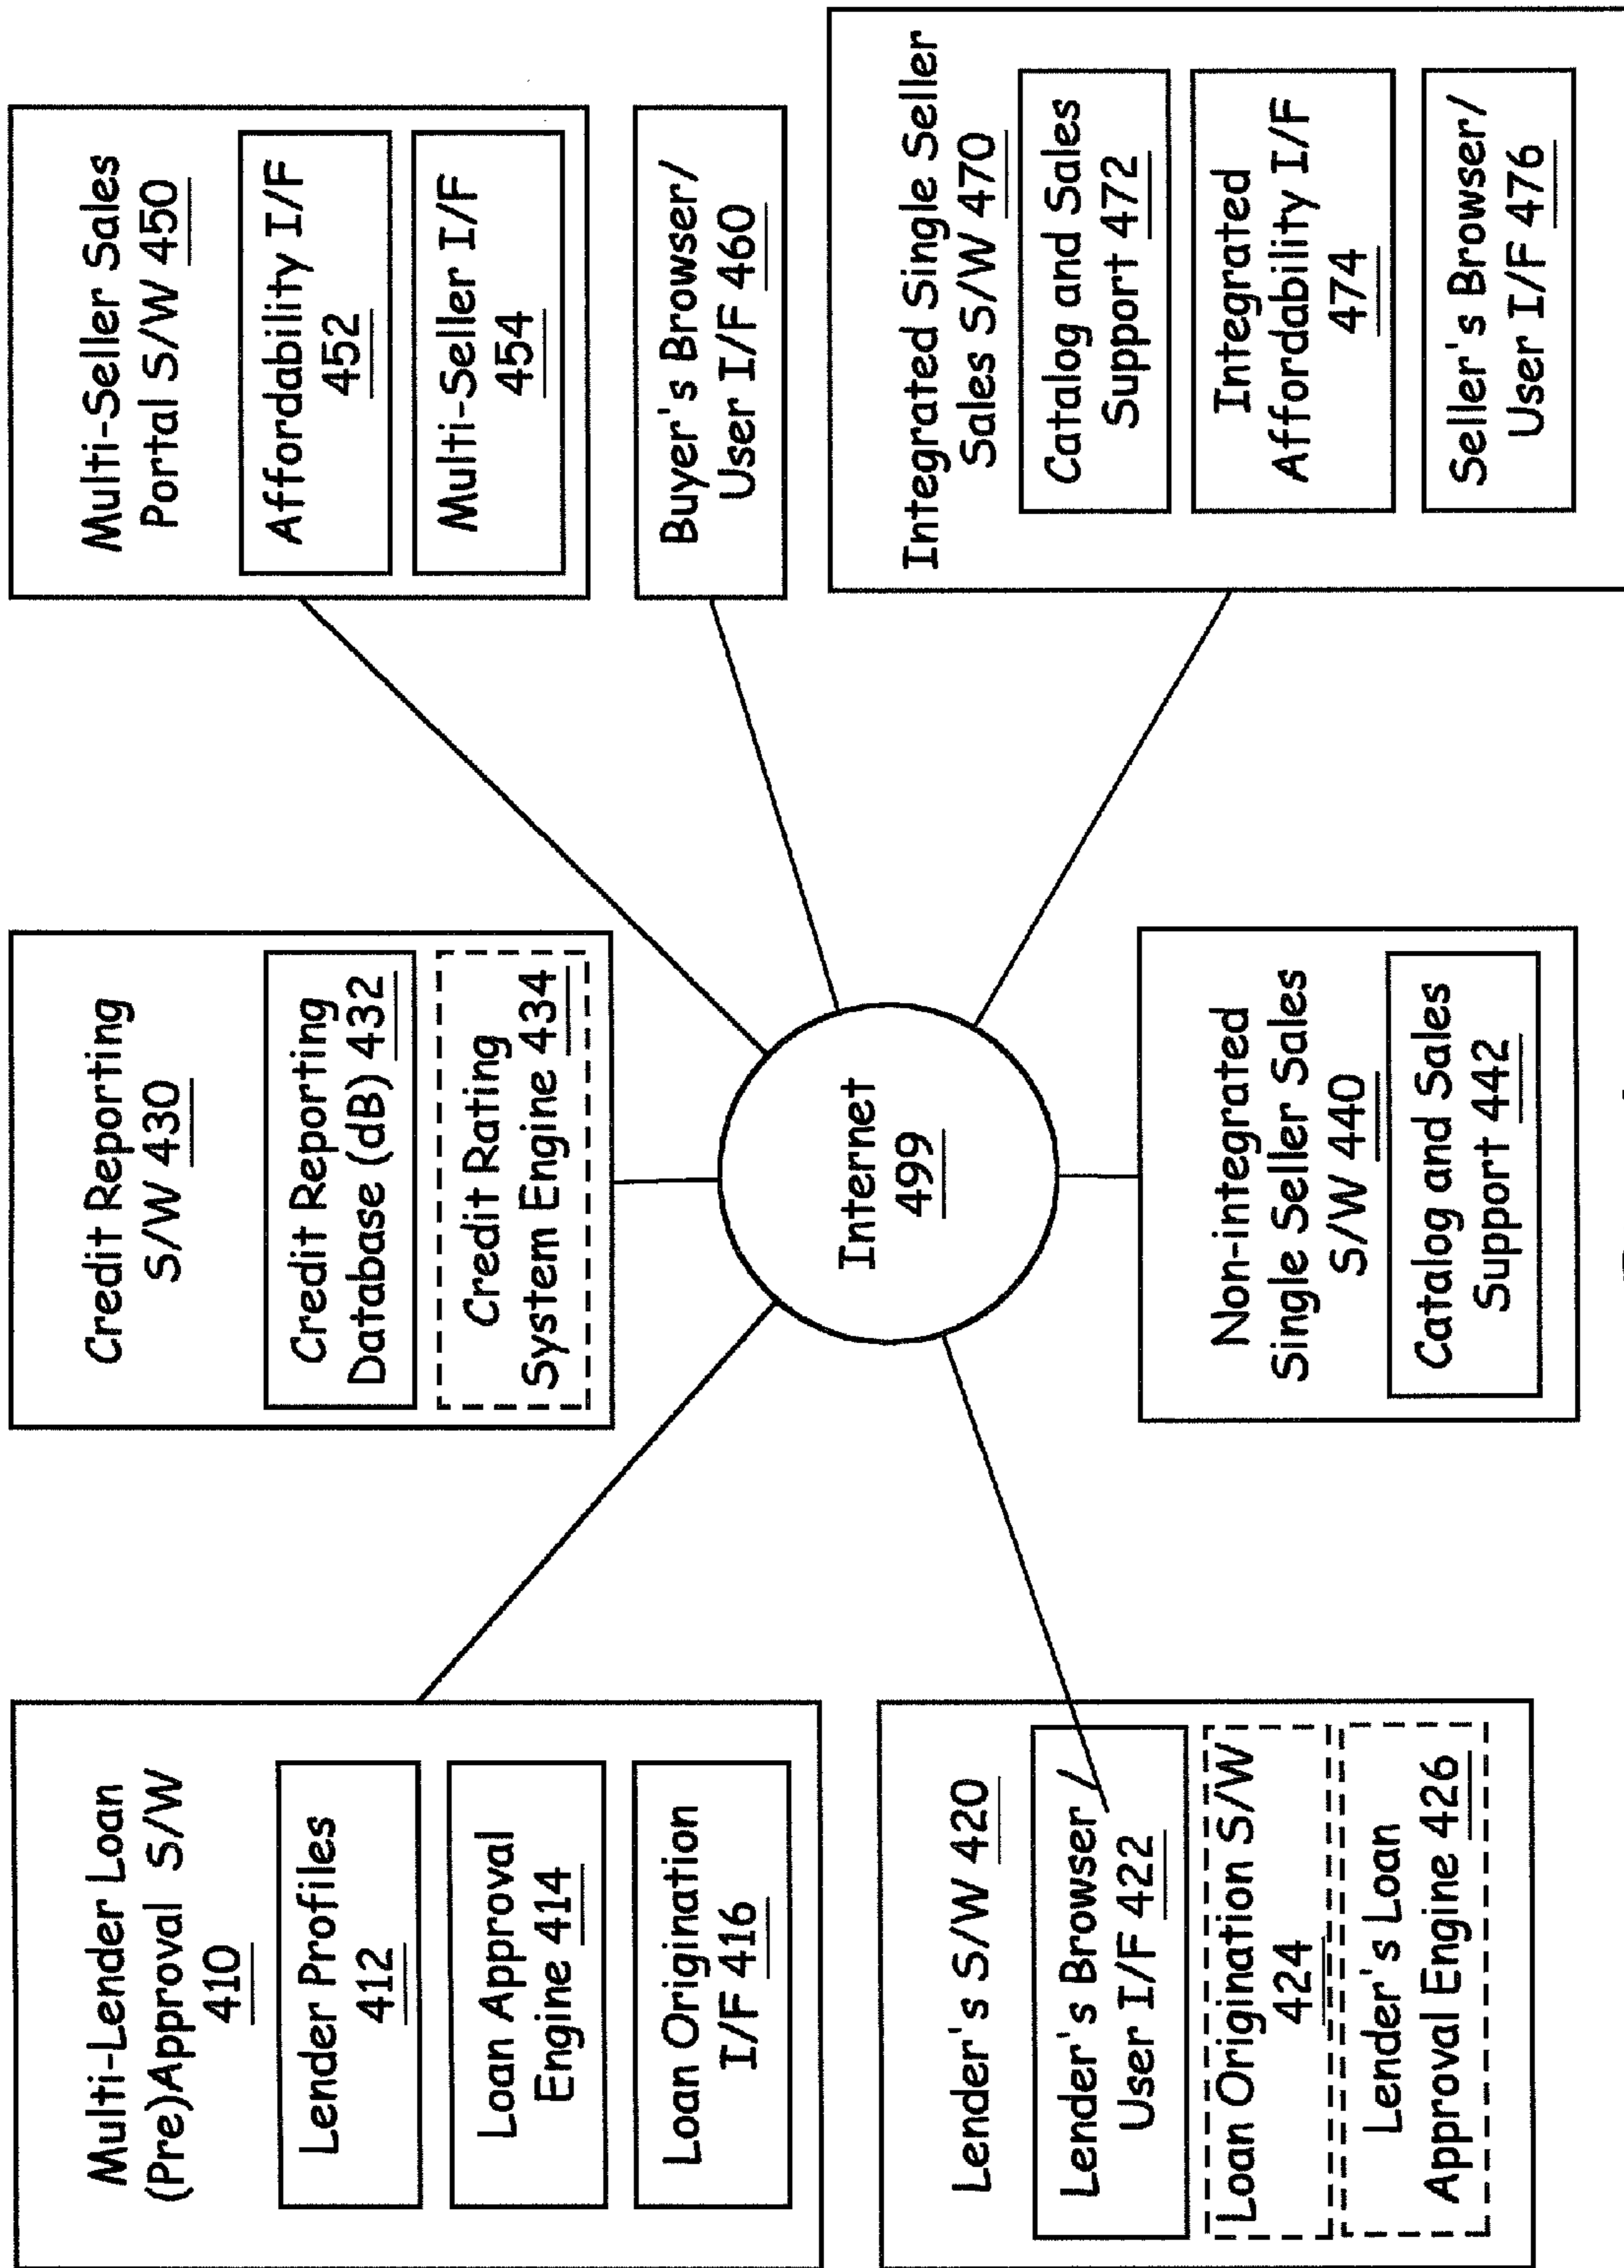 Multi-Lender Loan
(Pre)Approval S/W
410
Lender Profiles
412
Loan Approval
Engine 414
Loan Origination
I/F 416
Credit Reporting
S/W 430
Credit Reporting
Database (dB) 432
Credit Rating
System Engine 434
Multi-Seller Sales
Portal S/W 450
Affordability I/F
452
Multi-Seller I/F
454
Buyer's Browser/
User I/F 460
Internet
499
Lender's S/W 420
Lender's Browser /
User I/F 422
Loan Origination S/W
424
Lender's Loan
Approval Engine 426
Non-integrated
Single Seller Sales
S/W 440
Catalog and Sales
Support 442
Integrated Single Seller
Sales S/W 470
Catalog and Sales
Support 472
Integrated
Affordability I/F
474
Seller's Browser/
User I/F 476